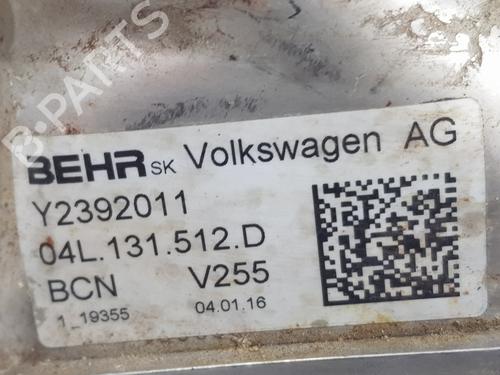 B-PARTS
BEHR SK Volkswagen AG
Y2392011
04L.131.512.D
BCN V255
1_19355 04.01.16